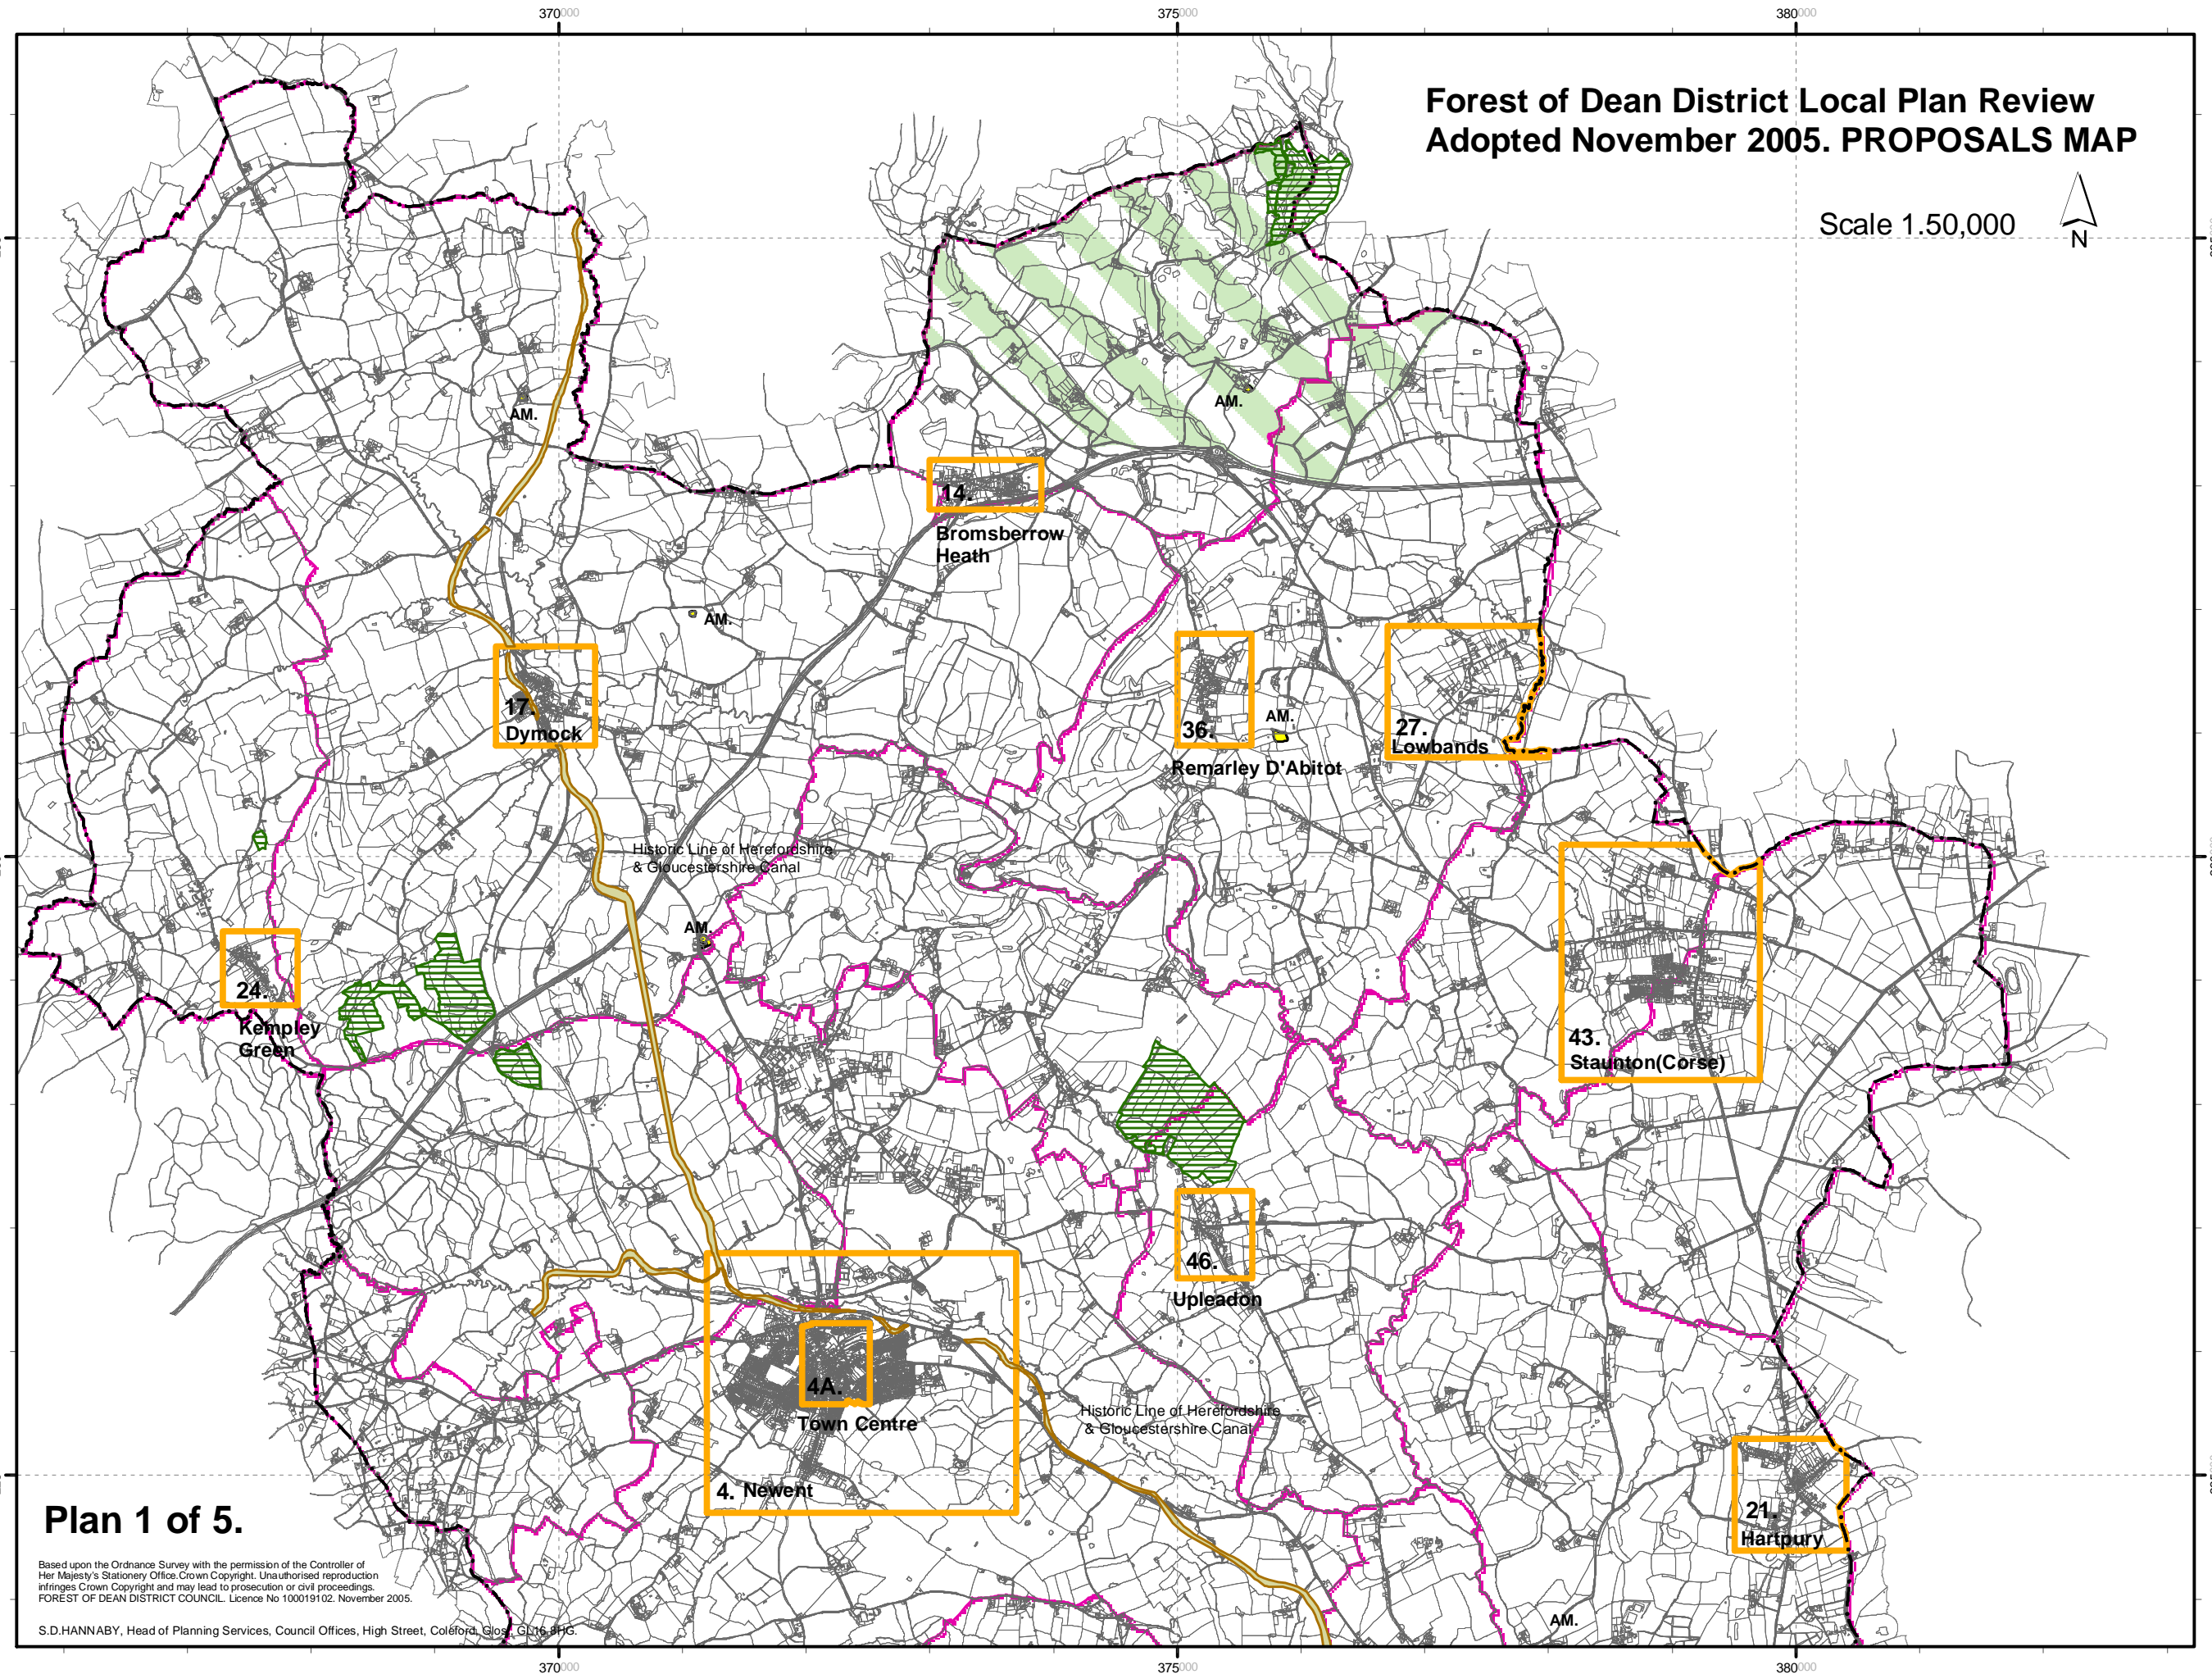 370000
375000
380000
Forest of Dean District Local Plan Review
Adopted November 2005. PROPOSALS MAP
Scale 1.50,000
N
AM.
AM.
14.
Bromsberrow
Heath
AM.
17.
Dymock
36.
Remarley D'Abitot
AM.
27.
Lowbands
Historic Line of Herefordshire
& Gloucestershire Canal
AM.
24.
Kempley
Green
43.
Staunton(Corse)
46.
Upleadon
4A.
Town Centre
Historic Line of Herefordshire
& Gloucestershire Canal
4. Newent
21.
Hartpury
AM.
Plan 1 of 5.
Based upon the Ordnance Survey with the permission of the Controller of
Her Majesty's Stationery Office.Crown Copyright. Unauthorised reproduction
infringes Crown Copyright and may lead to prosecution or civil proceedings.
FOREST OF DEAN DISTRICT COUNCIL. Licence No 100019102. November 2005.
S.D.HANNABY, Head of Planning Services, Council Offices, High Street, Coleford, Glos. GL16 8HG.
370000
375000
380000